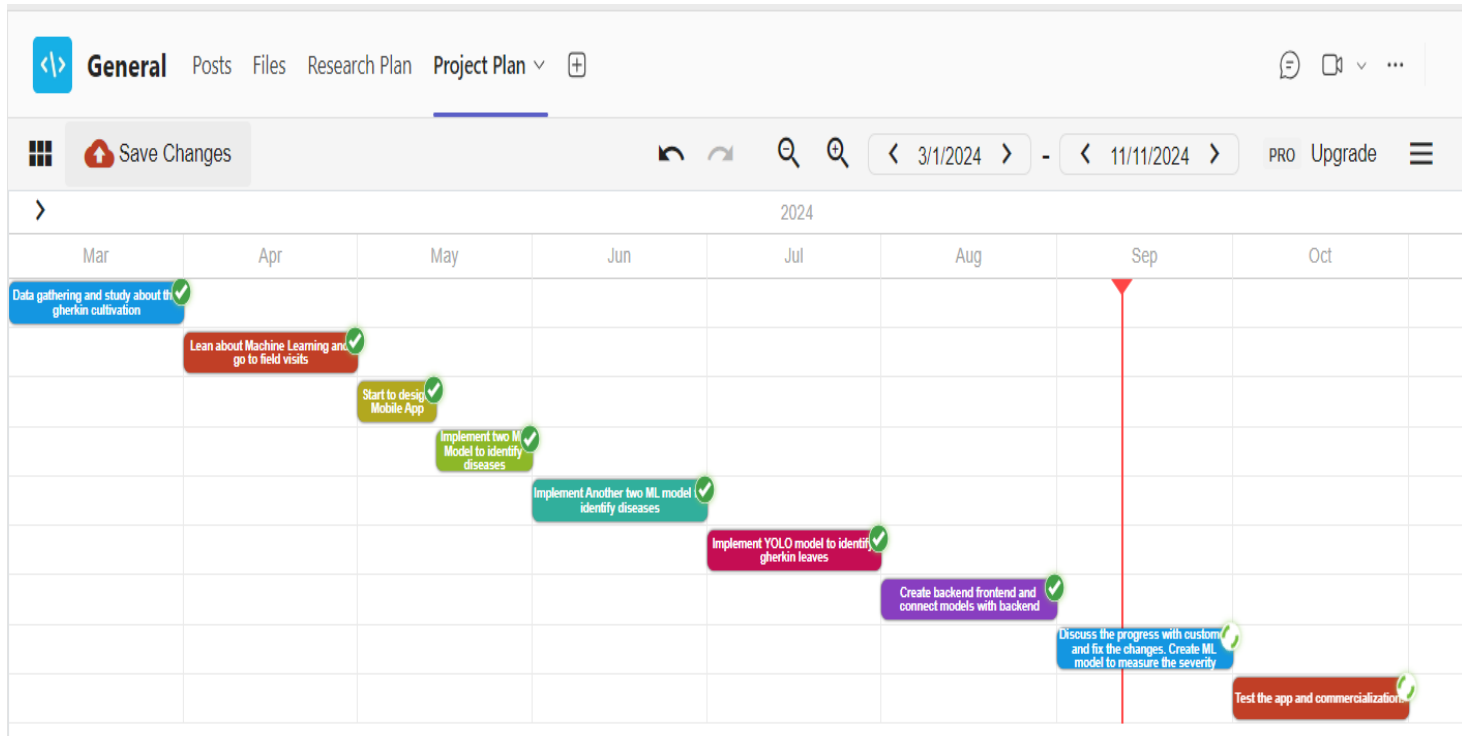 General Posts Files Research Plan Project Plan
Save Changes 3/1/2024 - 11/11/2024 PRO Upgrade
2024
Mar Apr May Jun Jul Aug Sep Oct
Data gathering and study about th
gherkin cultivation
Lean about Machine Learning and
go to field visits
Start to desig
Mobile App
Implement two M
Model to identify
diseases
Implement Another two ML model
identify diseases
Implement YOLO model to identify
gherkin leaves
Create backend frontend and
connect models with backend
Discuss the progress with custom
and fix the changes. Create ML
model to measure the severity
Test the app and commercialization